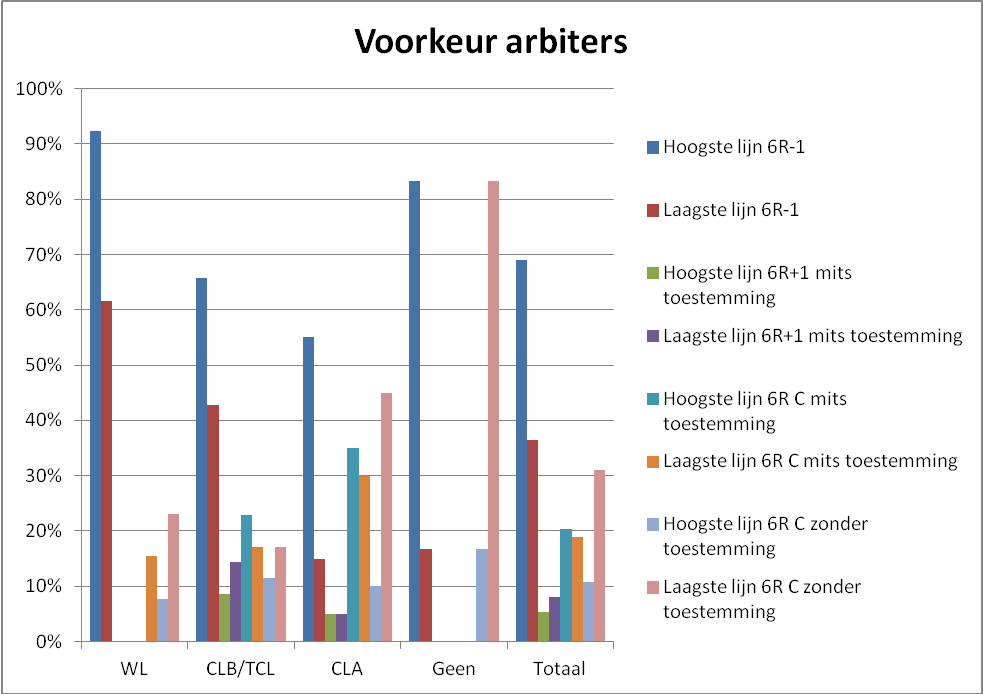 Voorkeur arbiters
100%
90%
80%
70%
60%
50%
40%
30%
20%
10%
0%
WL
CLB/TCL
CLA
Geen
Totaal
Hoogste lijn 6R-1
Laagste lijn 6R-1
Hoogste lijn 6R+1 mits
toestemming
Laagste lijn 6R+1 mits toestemming
Hoogste lijn 6R C mits
toestemming
Laagste lijn 6R C mits toestemming
Hoogste lijn 6R C zonder
toestemming
Laagste lijn 6R C zonder
toestemming